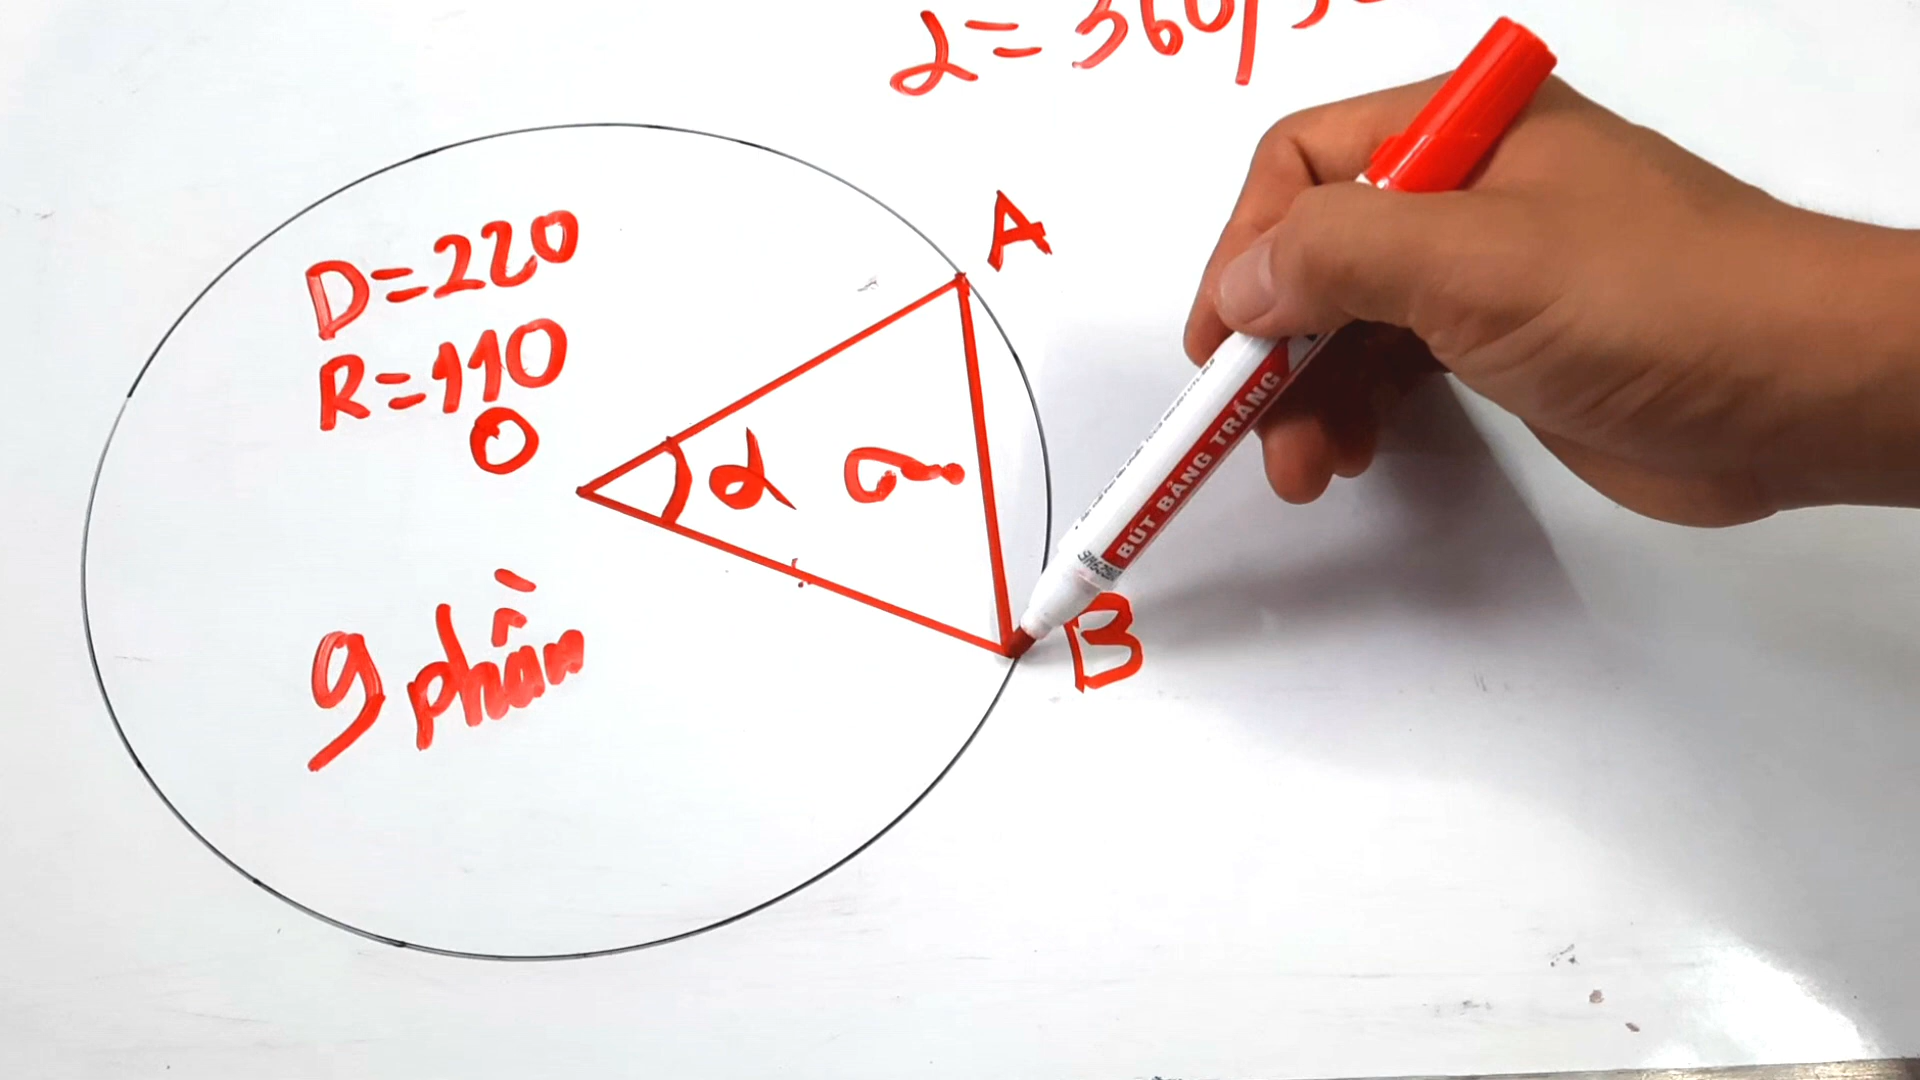 α = 360/
D=220
R=110
O
A
α
a
B
9 phần
BÚT BẢNG TRẮNG